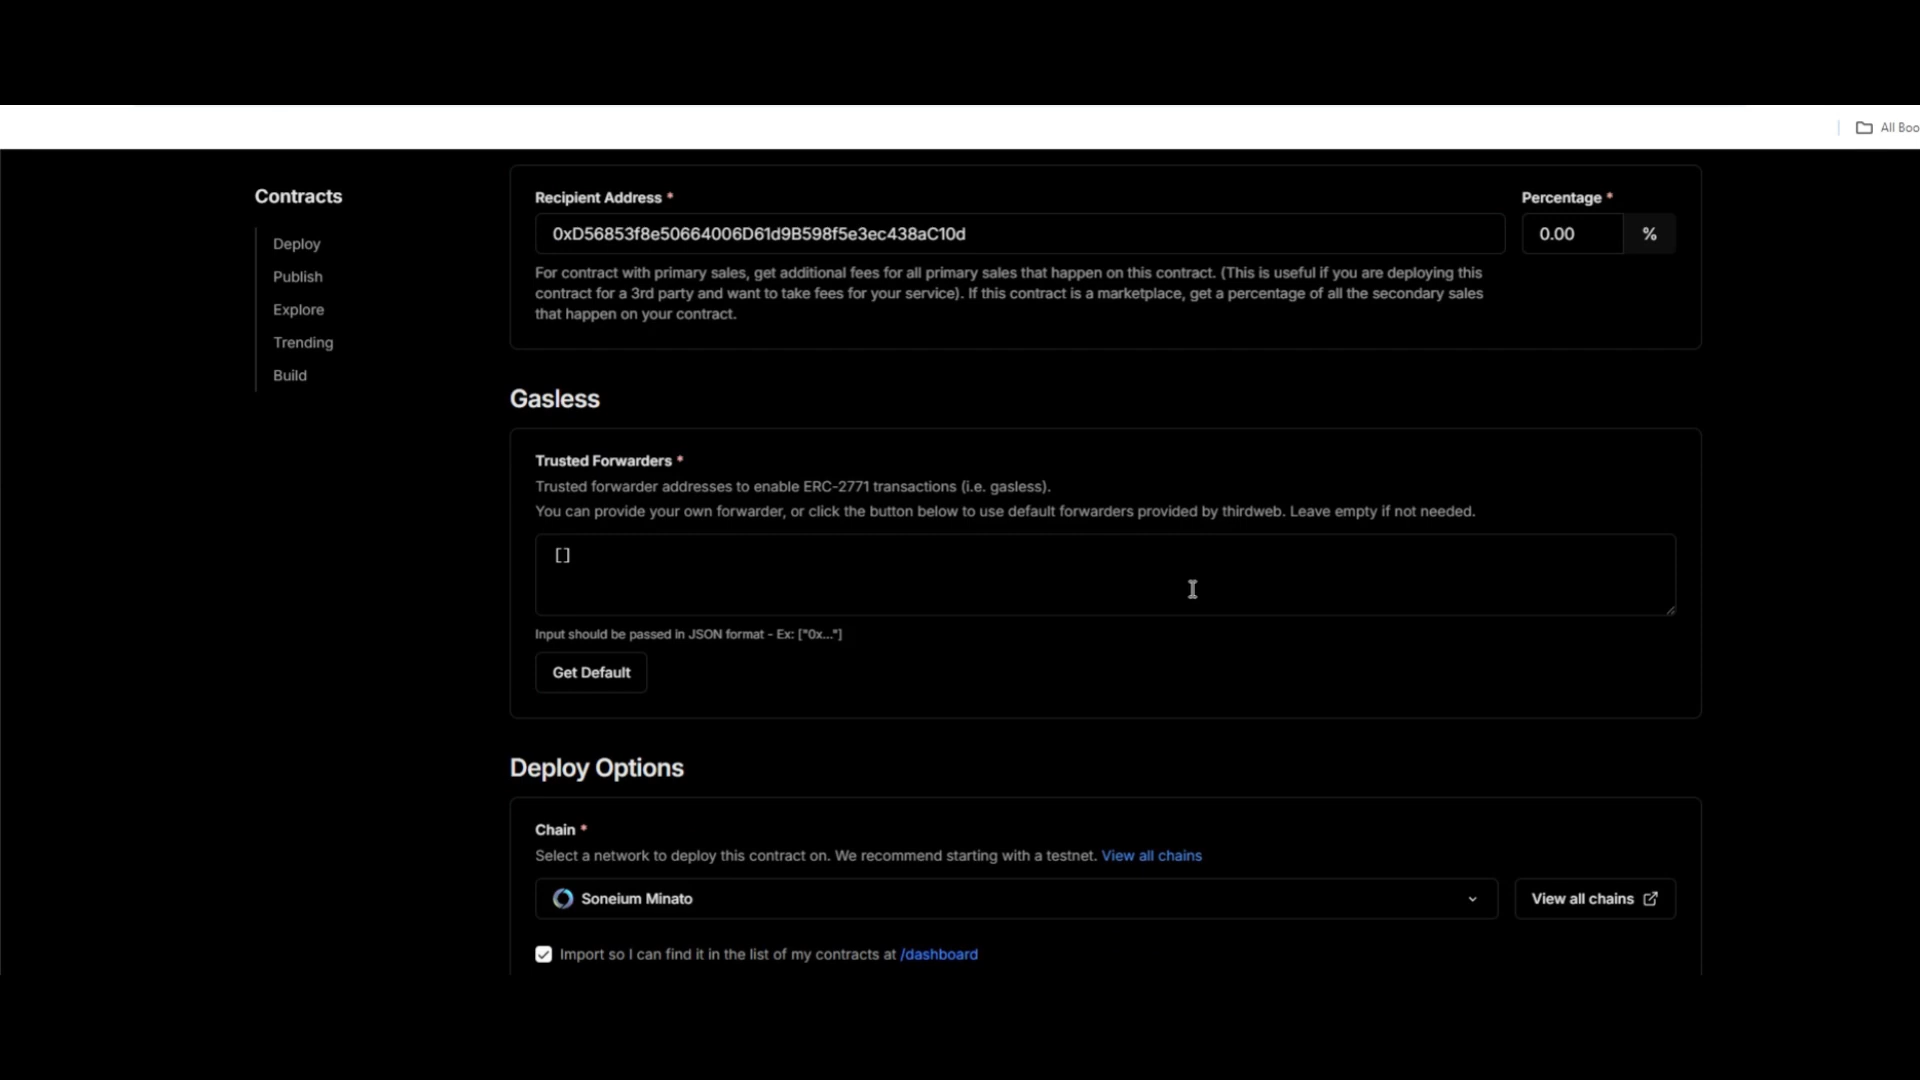 All Boo
Contracts
Deploy
Publish
Explore
Trending
Build
Recipient Address *
0xD56853f8e50664006D61d9B598f5e3ec438aC10d
Percentage *
0.00 %
For contract with primary sales, get additional fees for all primary sales that happen on this contract. (This is useful if you are deploying this
contract for a 3rd party and want to take fees for your service). If this contract is a marketplace, get a percentage of all the secondary sales
that happen on your contract.
Gasless
Trusted Forwarders *
Trusted forwarder addresses to enable ERC-2771 transactions (i.e. gasless).
You can provide your own forwarder, or click the button below to use default forwarders provided by thirdweb. Leave empty if not needed.
[]
Input should be passed in JSON format - Ex: ["0x..."]
Get Default
Deploy Options
Chain *
Select a network to deploy this contract on. We recommend starting with a testnet. View all chains
Soneium Minato
View all chains
Import so I can find it in the list of my contracts at /dashboard